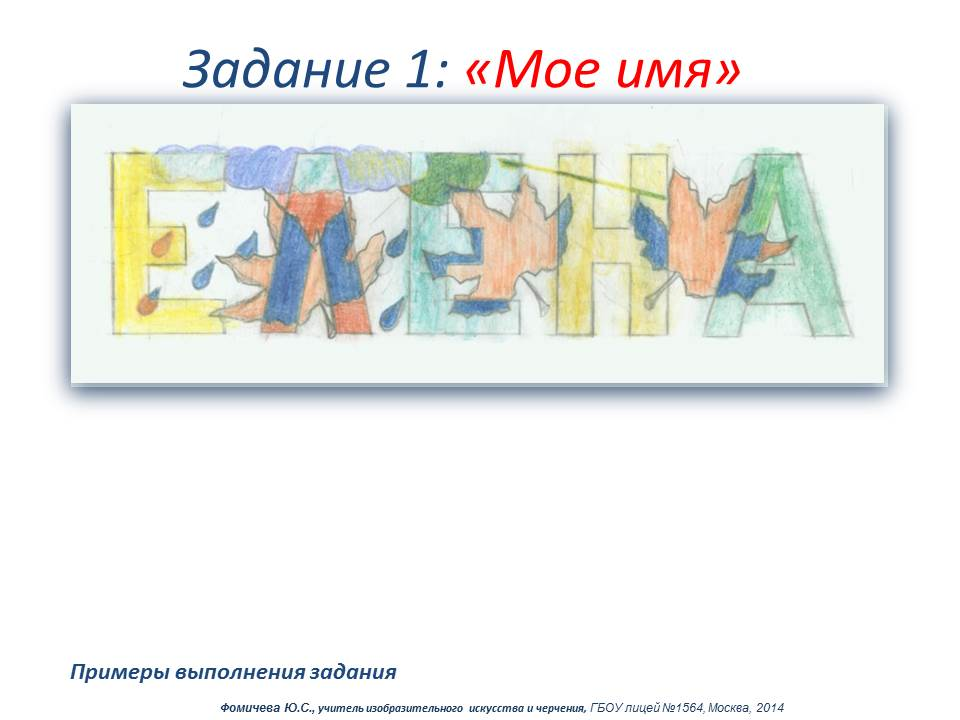 Задание 1: «Мое имя»
ЕЛЕНА
Примеры выполнения задания
Фомичева Ю.С., учитель изобразительного искусства и черчения, ГБОУ лицей №1564, Москва, 2014